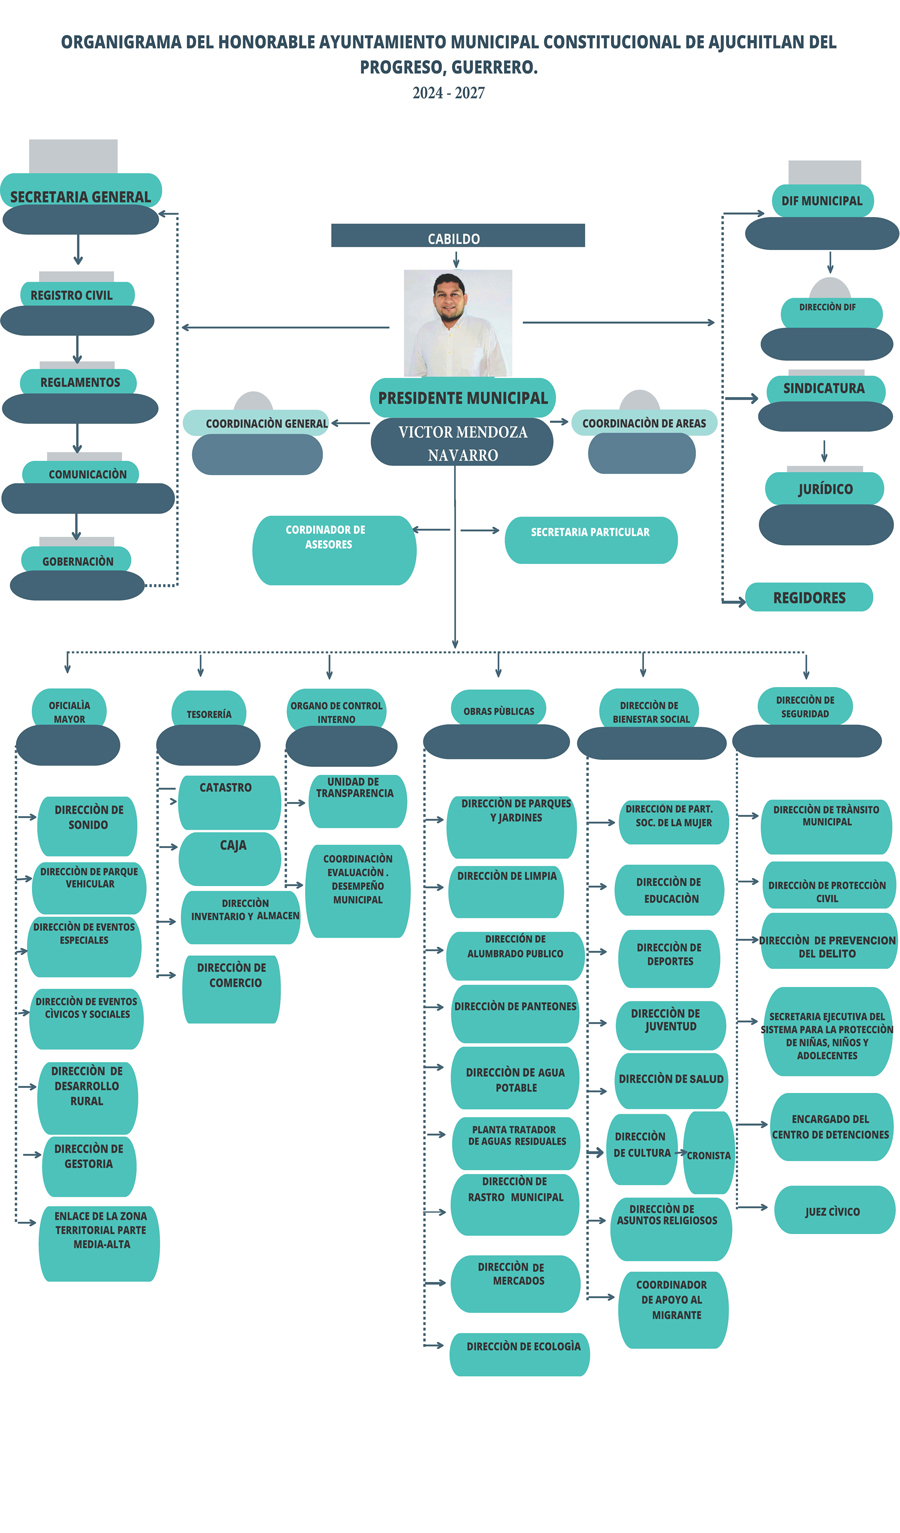 ORGANIGRAMA DEL HONORABLE AYUNTAMIENTO MUNICIPAL CONSTITUCIONAL DE AJUCHITLAN DEL
PROGRESO, GUERRERO.
2024 - 2027
SECRETARIA GENERAL
REGISTRO CIVIL
REGLAMENTOS
COMUNICACIÒN
GOBERNACIÒN
CABILDO
PRESIDENTE MUNICIPAL
VICTOR MENDOZA
NAVARRO
COORDINACIÒN GENERAL
COORDINACIÒN DE AREAS
CORDINADOR DE
ASESORES
SECRETARIA PARTICULAR
DIF MUNICIPAL
DIRECCIÒN DIF
SINDICATURA
JURÍDICO
REGIDORES
OFICIALÌA
MAYOR
DIRECCIÒN DE
SONIDO
DIRECCIÒN DE PARQUE
VEHICULAR
DIRECCIÒN DE EVENTOS
ESPECIALES
DIRECCIÒN DE EVENTOS
CÌVICOS Y SOCIALES
DIRECCIÒN DE
DESARROLLO
RURAL
DIRECCIÒN DE
GESTORIA
ENLACE DE LA ZONA
TERRITORIAL PARTE
MEDIA-ALTA
TESORERÍA
CATASTRO
CAJA
DIRECCIÒN
INVENTARIO Y ALMACEN
DIRECCIÒN DE
COMERCIO
ORGANO DE CONTROL
INTERNO
UNIDAD DE
TRANSPARENCIA
COORDINACIÒN
EVALUACIÒN .
DESEMPEÑO
MUNICIPAL
OBRAS PÙBLICAS
DIRECCIÒN DE PARQUES
Y JARDINES
DIRECCIÒN DE LIMPIA
DIRECCIÓN DE
ALUMBRADO PUBLICO
DIRECCIÒN DE PANTEONES
DIRECCIÒN DE AGUA
POTABLE
PLANTA TRATADOR
DE AGUAS RESIDUALES
DIRECCIÒN DE
RASTRO MUNICIPAL
DIRECCIÒN DE
MERCADOS
DIRECCIÒN DE ECOLOGÌA
DIRECCIÒN DE
BIENESTAR SOCIAL
DIRECCIÓN DE PART.
SOC. DE LA MUJER
DIRECCIÒN DE
EDUCACIÒN
DIRECCIÒN DE
DEPORTES
DIRECCIÒN DE
JUVENTUD
DIRECCIÒN DE SALUD
DIRECCIÒN
DE CULTURA
CRONISTA
DIRECCIÒN DE
ASUNTOS RELIGIOSOS
COORDINADOR
DE APOYO AL
MIGRANTE
DIRECCIÒN DE
SEGURIDAD
DIRECCIÒN DE TRÀNSITO
MUNICIPAL
DIRECCIÒN DE PROTECCIÒN
CIVIL
DIRECCIÒN DE PREVENCION
DEL DELITO
SECRETARIA EJECUTIVA DEL
SISTEMA PARA LA PROTECCIÒN
DE NIÑAS, NIÑOS Y
ADOLECENTES
ENCARGADO DEL
CENTRO DE DETENCIONES
JUEZ CÌVICO